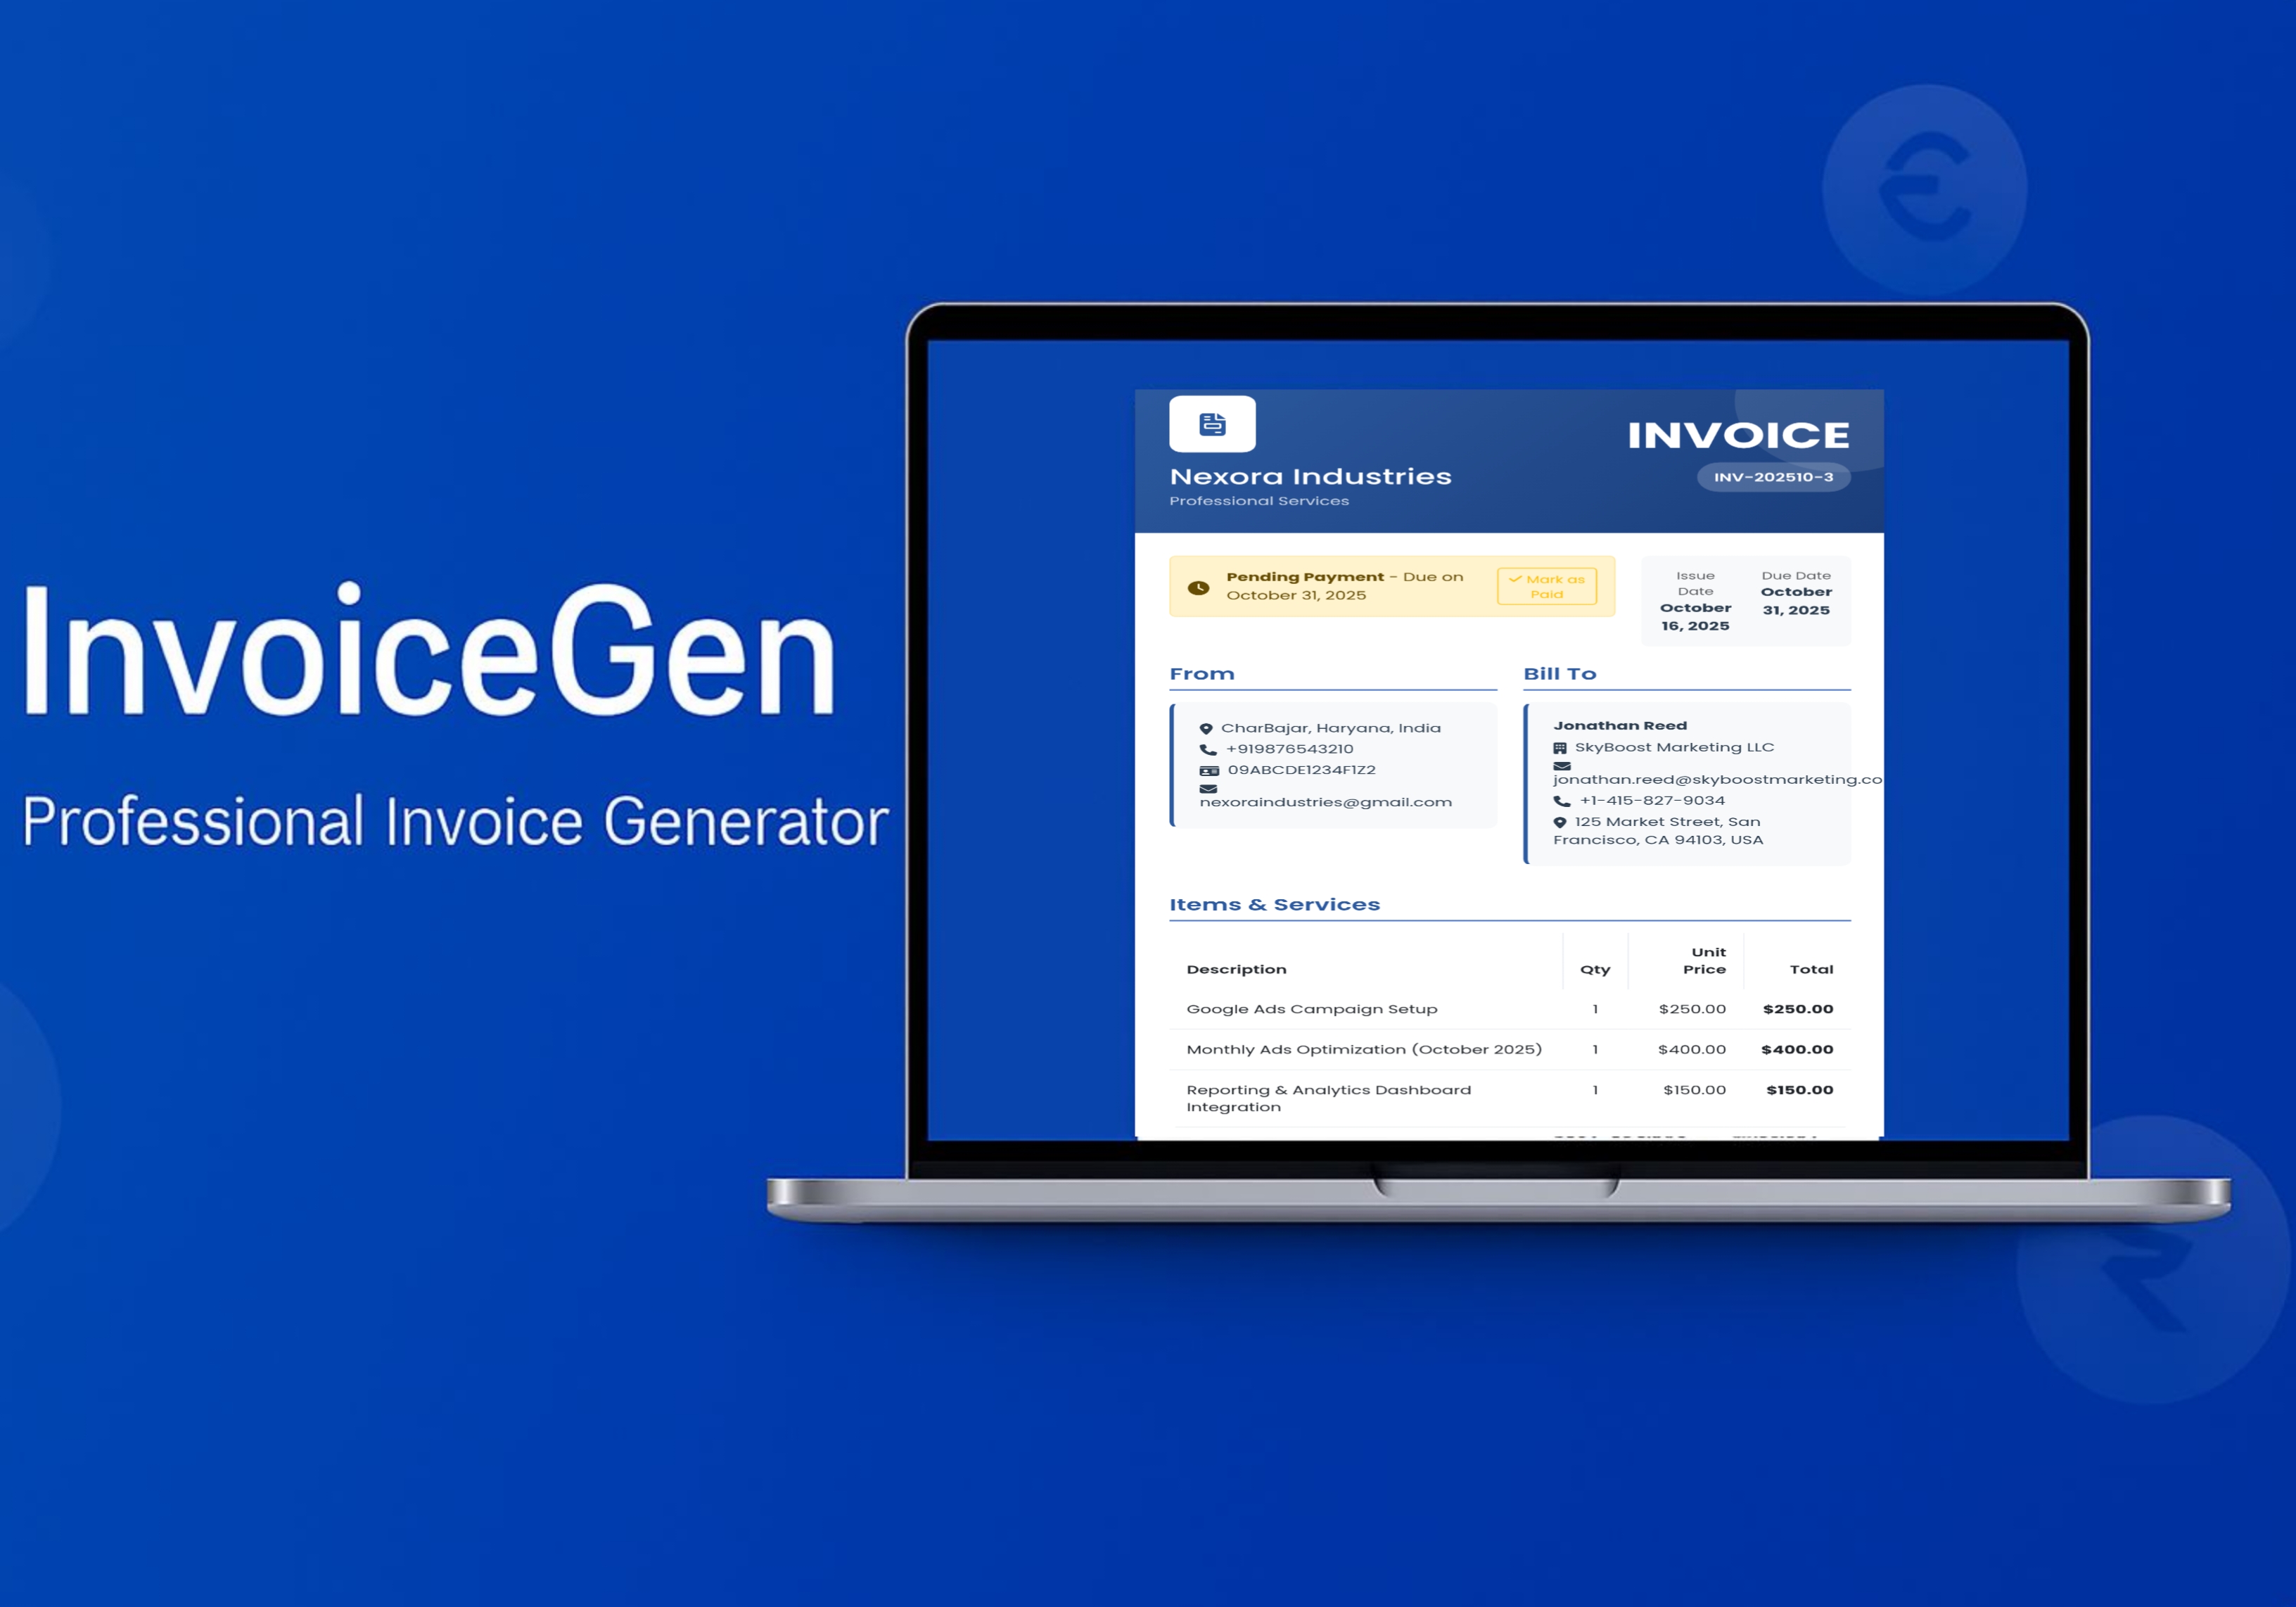 InvoiceGen
Professional Invoice Generator
€
INVOICE
Nexora Industries
INV-202510-3
Professional Services
Pending Payment - Due on
October 31, 2025
Mark as
Paid
Issue
Date
October
16, 2025
Due Date
October
31, 2025
From
CharBajar, Haryana, India
+919876543210
09ABCDE1234F1Z2
nexoraindustries@gmail.com
Bill To
Jonathan Reed
SkyBoost Marketing LLC
jonathan.reed@skyboostmarketing.co
+1-415-827-9034
125 Market Street, San
Francisco, CA 94103, USA
Items & Services
Description Qty Unit Price Total
Google Ads Campaign Setup 1 $250.00 $250.00
Monthly Ads Optimization (October 2025) 1 $400.00 $400.00
Reporting & Analytics Dashboard
Integration 1 $150.00 $150.00